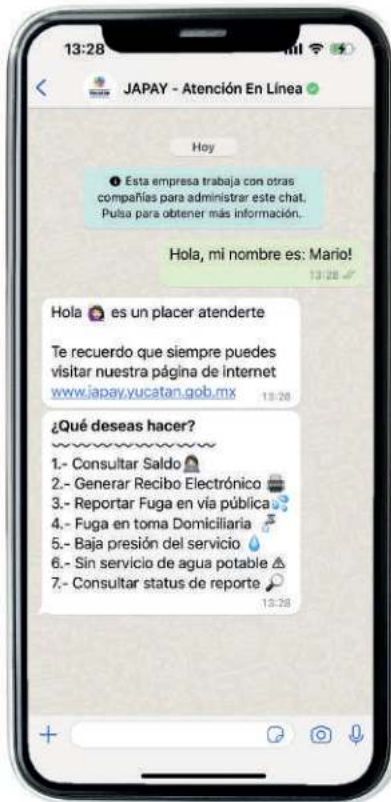 13:28
JAPAY - Atención En Línea
Hoy
Esta empresa trabaja con otras
compañías para administrar este chat.
Pulsa para obtener más información.
Hola, mi nombre es: Mario!
13:28
Hola es un placer atenderte
Te recuerdo que siempre puedes
visitar nuestra página de internet
www.japay.yucatan.gob.mx 13:28
¿Qué deseas hacer?
1.- Consultar Saldo
2.- Generar Recibo Electrónico
3.- Reportar Fuga en vía pública
4.- Fuga en toma Domiciliaria
5.- Baja presión del servicio
6.- Sin servicio de agua potable
7.- Consultar status de reporte
13:28